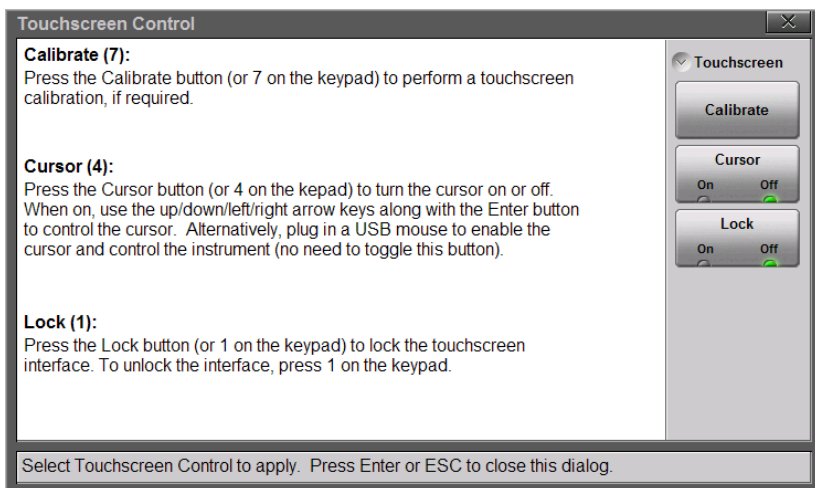 Touchscreen Control
Calibrate (7):
Press the Calibrate button (or 7 on the keypad) to perform a touchscreen
calibration, if required.
Cursor (4):
Press the Cursor button (or 4 on the kepad) to turn the cursor on or off.
When on, use the up/down/left/right arrow keys along with the Enter button
to control the cursor.  Alternatively, plug in a USB mouse to enable the
cursor and control the instrument (no need to toggle this button).
Lock (1):
Press the Lock button (or 1 on the keypad) to lock the touchscreen
interface. To unlock the interface, press 1 on the keypad.
Touchscreen
Calibrate
Cursor
On Off
Lock
On Off
Select Touchscreen Control to apply.  Press Enter or ESC to close this dialog.